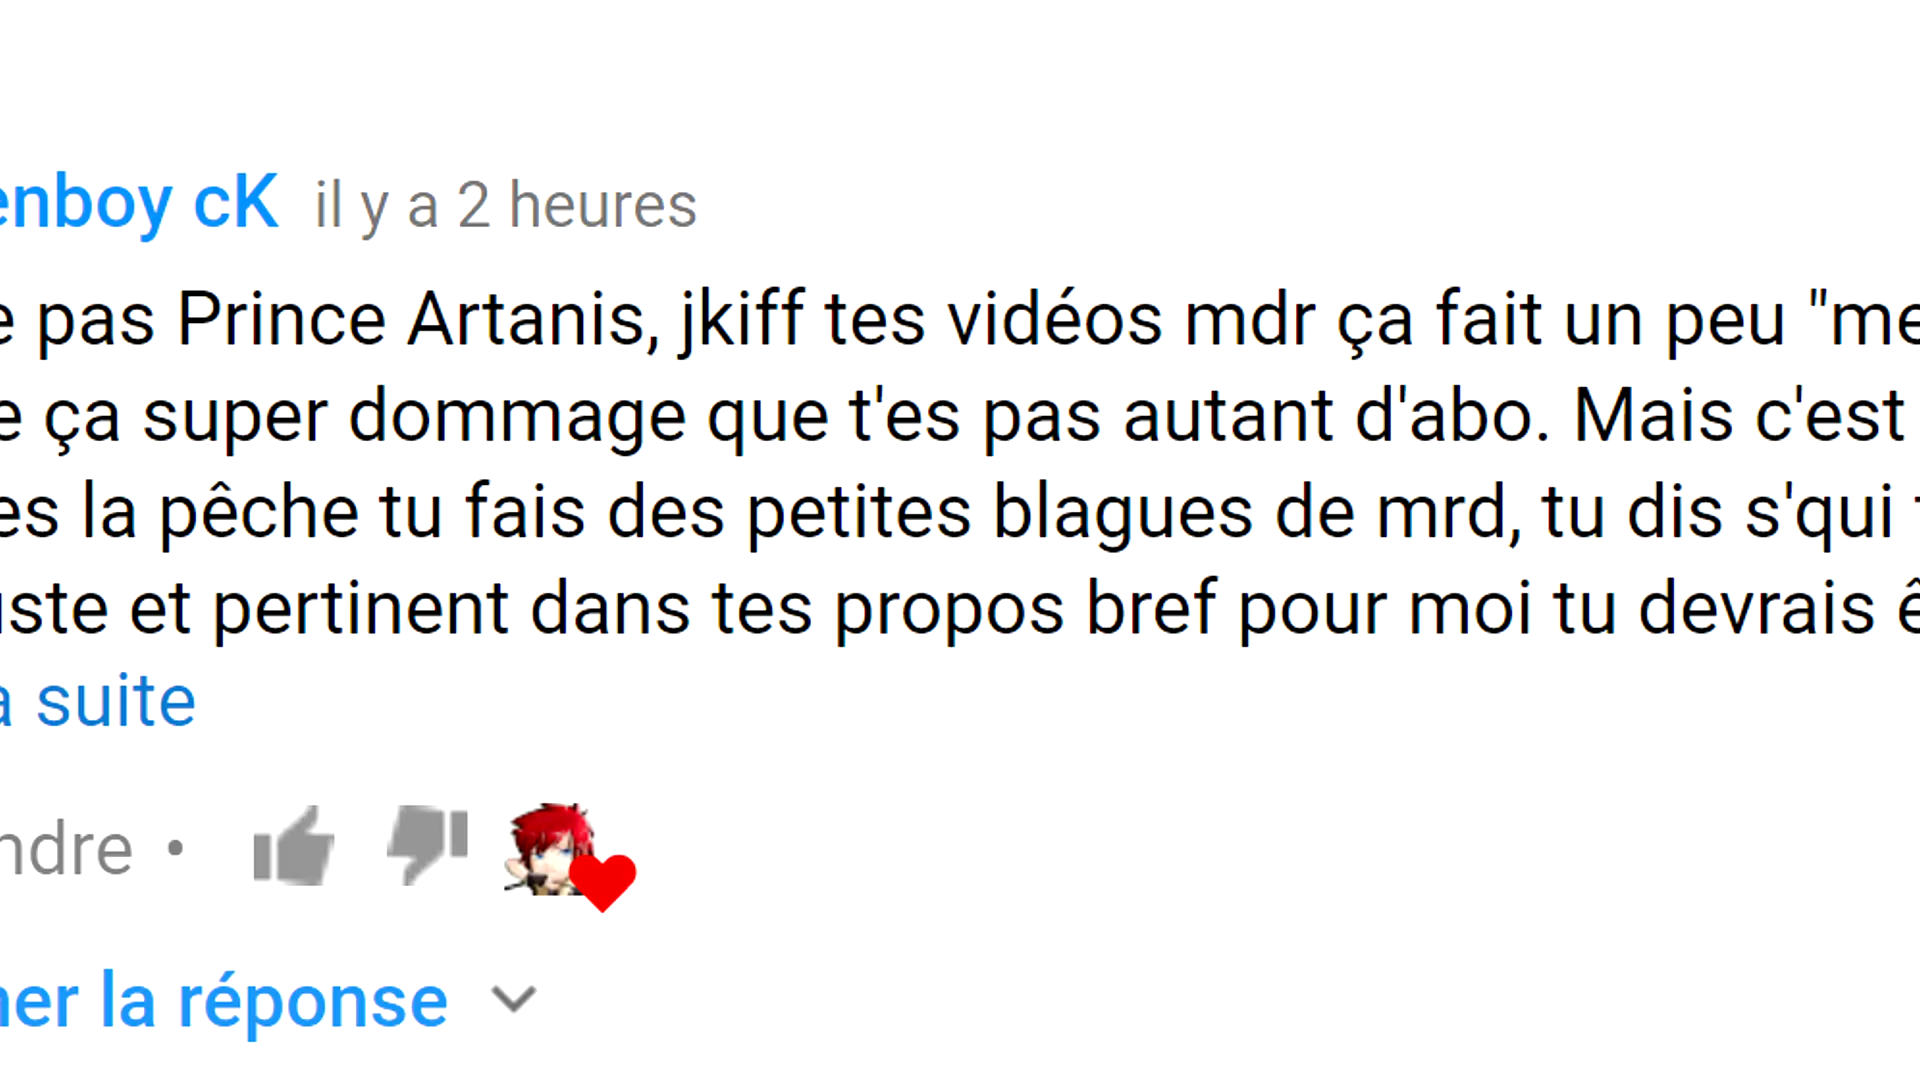 enboy cK il y a 2 heures
e pas Prince Artanis, jkiff tes vidéos mdr ça fait un peu "me
e ça super dommage que t'es pas autant d'abo. Mais c'est
es la pêche tu fais des petites blagues de mrd, tu dis s'qui
uste et pertinent dans tes propos bref pour moi tu devrais ê
a suite
ndre •
ner la réponse